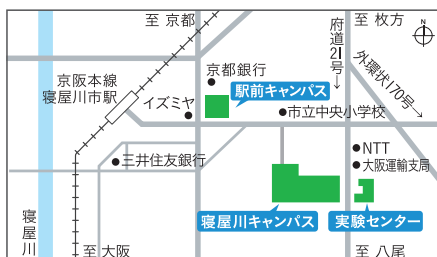 至 京都
府道21号→
至 枚方
N
外環状170号→
京阪本線
寝屋川市駅
京都銀行
駅前キャンパス
イズミヤ
市立中央小学校
三井住友銀行
NTT
大阪運輸支局
寝屋川キャンパス
実験センター
寝屋川
至 大阪
至 八尾